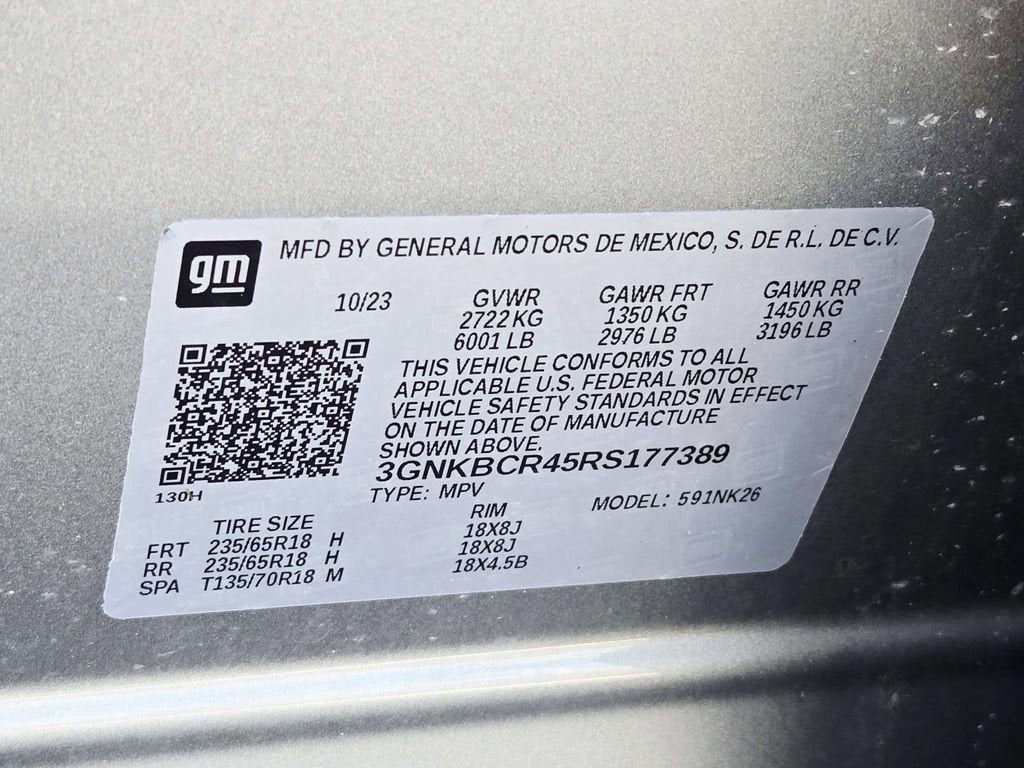 gm MFD BY GENERAL MOTORS DE MEXICO, S. DE R.L. DE C.V.
10/23 GVWR GAWR FRT GAWR RR
2722 KG 1350 KG 1450 KG
6001 LB 2976 LB 3196 LB
THIS VEHICLE CONFORMS TO ALL
APPLICABLE U.S. FEDERAL MOTOR
VEHICLE SAFETY STANDARDS IN EFFECT
ON THE DATE OF MANUFACTURE
SHOWN ABOVE.
3GNKBCR45RS177389
130H
TYPE: MPV MODEL: 591NK26
TIRE SIZE RIM
FRT 235/65R18 H 18X8J
RR 235/65R18 H 18X8J
SPA T135/70R18 M 18X4.5B